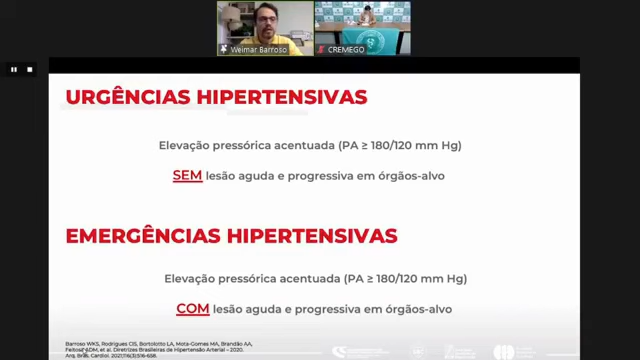 Weimar Barroso
CREMEGO
URGÊNCIAS HIPERTENSIVAS
Elevação pressórica acentuada (PA ≥ 180/120 mm Hg)
SEM lesão aguda e progressiva em órgãos-alvo
EMERGÊNCIAS HIPERTENSIVAS
Elevação pressórica acentuada (PA ≥ 180/120 mm Hg)
COM lesão aguda e progressiva em órgãos-alvo
Barroso WKS, Rodrigues CIS, Bortolotto LA, Mota-Gomes MA, Brandão AA,
Feitosa ADM, et al. Diretrizes Brasileiras de Hipertensão Arterial – 2020.
Arq. Bras. Cardiol. 2021;116(3):516-658.